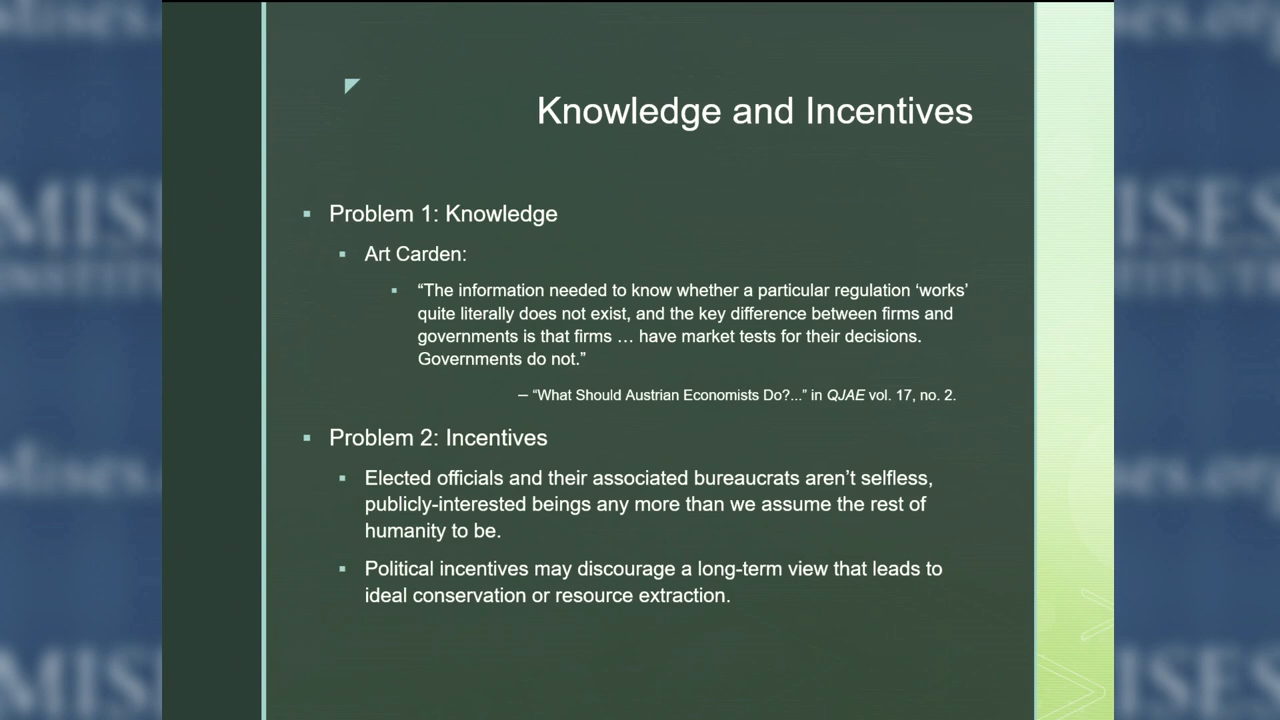 Knowledge and Incentives
▪ Problem 1: Knowledge
▪ Art Carden:
▪ “The information needed to know whether a particular regulation ‘works’
quite literally does not exist, and the key difference between firms and
governments is that firms … have market tests for their decisions.
Governments do not.”
– “What Should Austrian Economists Do?...” in QJAE vol. 17, no. 2.
▪ Problem 2: Incentives
▪ Elected officials and their associated bureaucrats aren’t selfless,
publicly-interested beings any more than we assume the rest of
humanity to be.
▪ Political incentives may discourage a long-term view that leads to
ideal conservation or resource extraction.